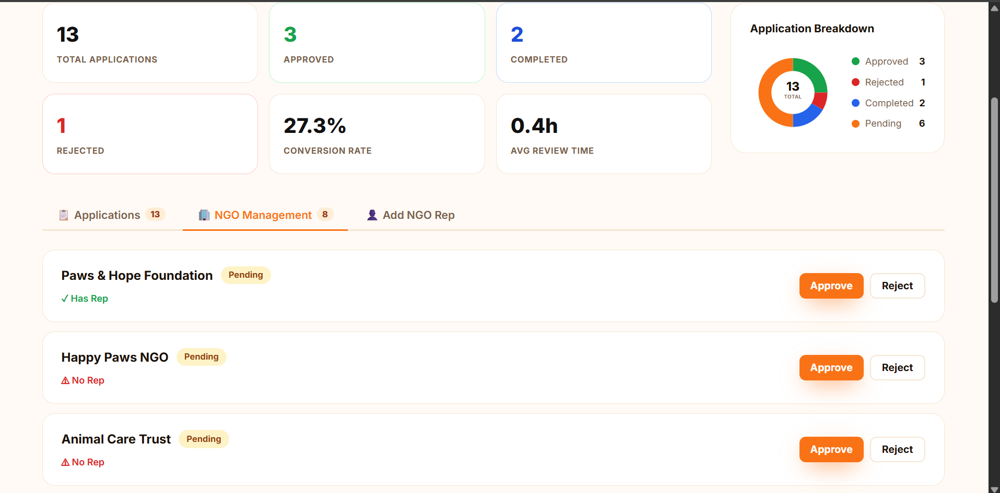 13
TOTAL APPLICATIONS
3
APPROVED
2
COMPLETED
1
REJECTED
27.3%
CONVERSION RATE
0.4h
AVG REVIEW TIME
Application Breakdown
13
TOTAL
Approved 3
Rejected 1
Completed 2
Pending 6
Applications 13
NGO Management 8
Add NGO Rep
Paws & Hope Foundation Pending
✓ Has Rep
Approve Reject
Happy Paws NGO Pending
⚠ No Rep
Approve Reject
Animal Care Trust Pending
⚠ No Rep
Approve Reject